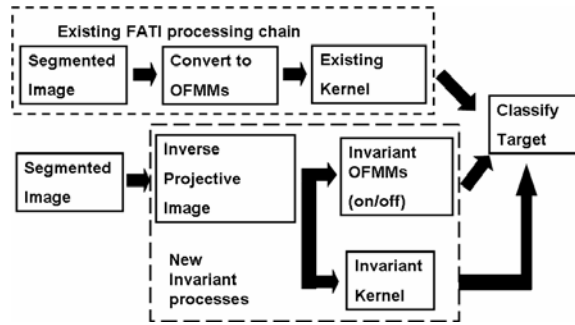 Existing FATI processing chain
Segmented
Image
Convert to
OFMMs
Existing
Kernel
Classify
Target
Segmented
Image
Inverse
Projective
Image
Invariant
OFMMs
(on/off)
New
Invariant
processes
Invariant
Kernel